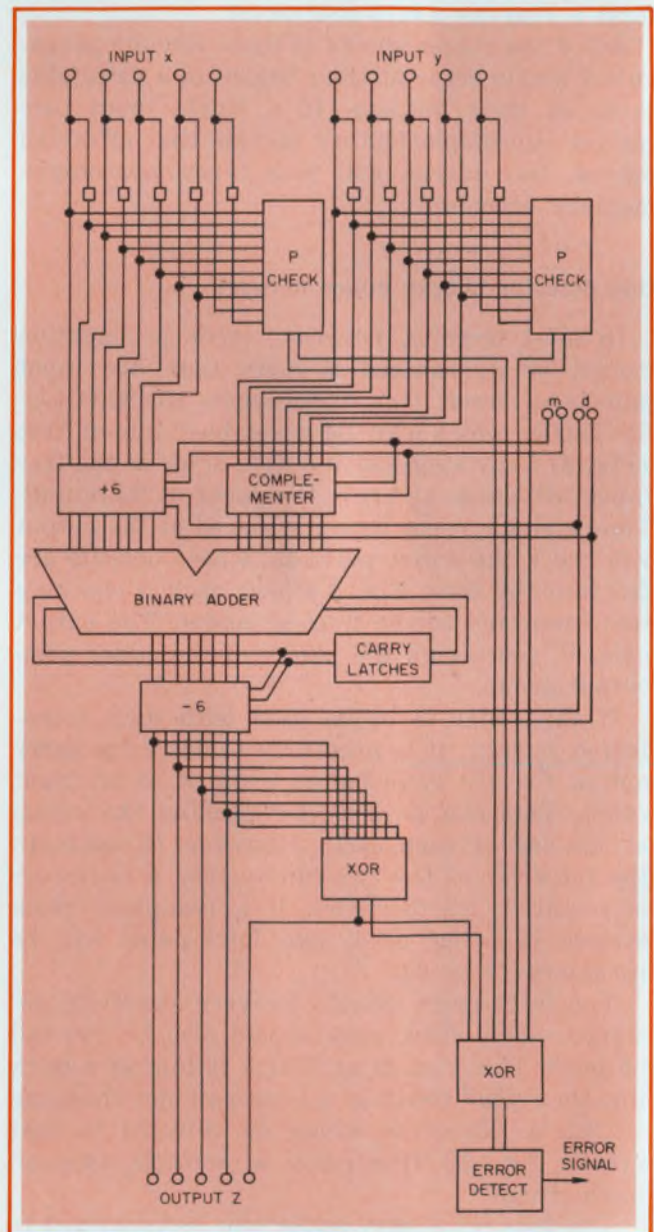 INPUT x
INPUT y
P
CHECK
P
CHECK
m
d
+6
COMPLE-
MENTER
BINARY ADDER
CARRY
LATCHES
-6
XOR
XOR
ERROR
DETECT
ERROR
SIGNAL
OUTPUT Z